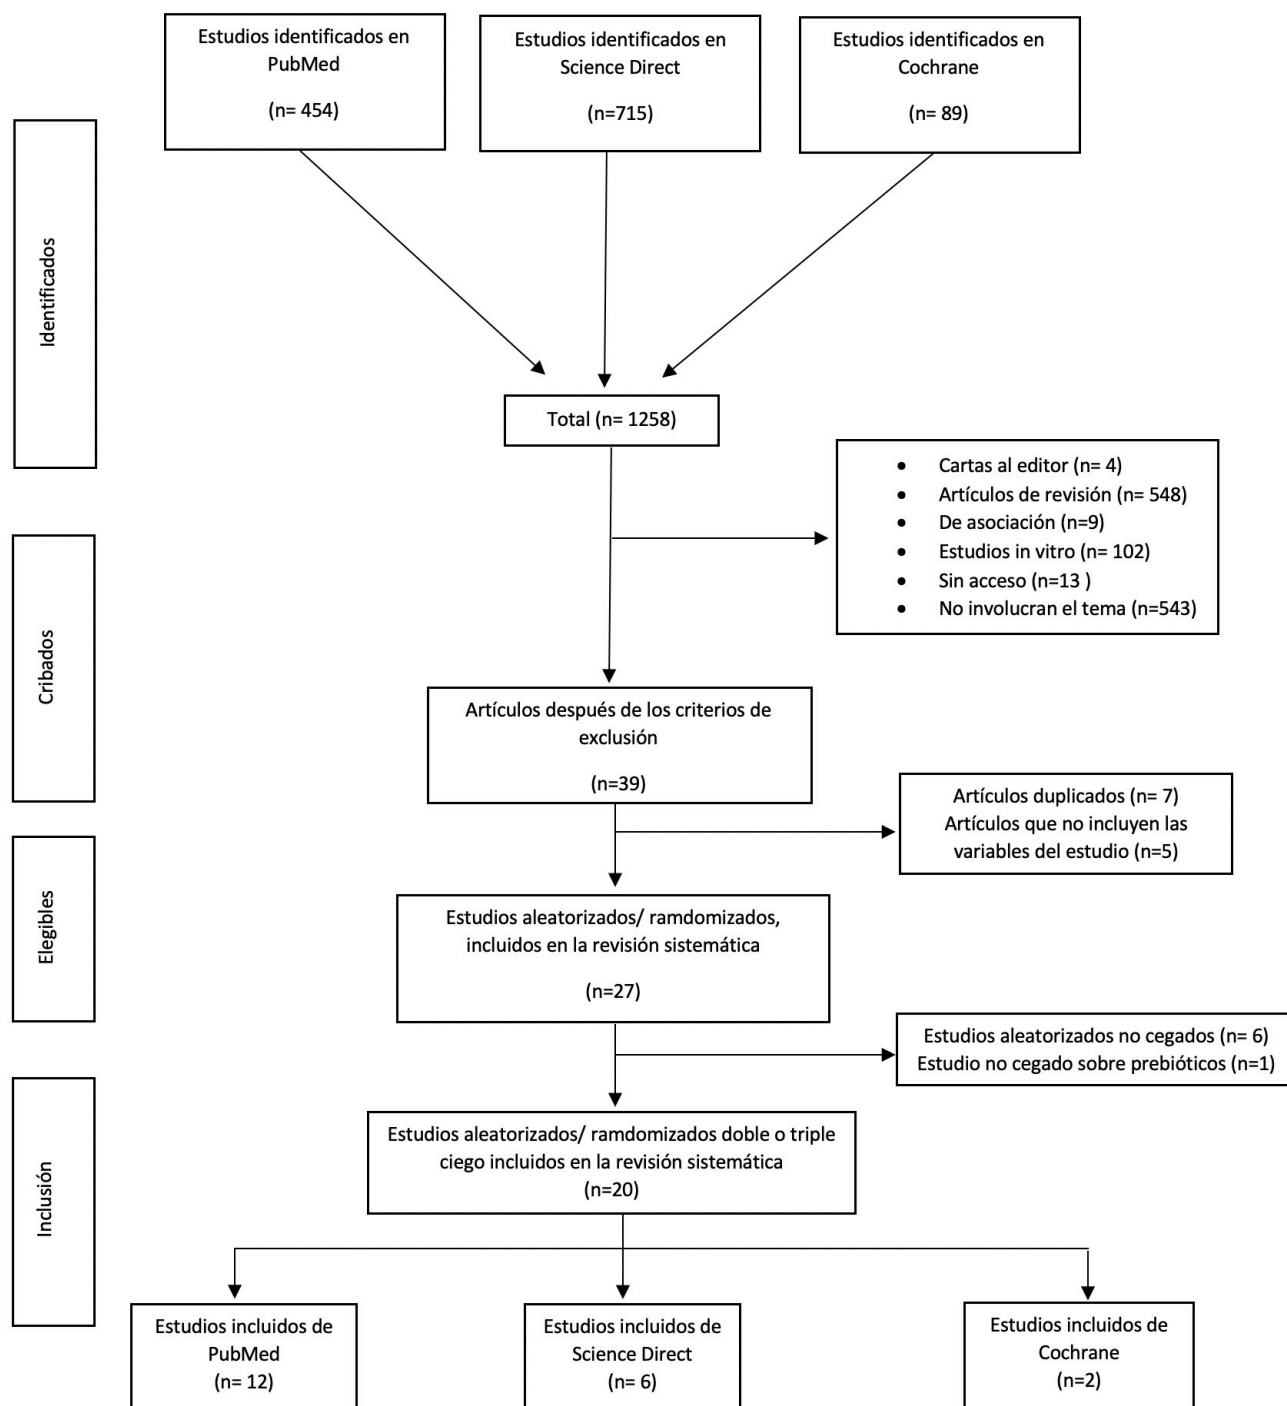 Estudios identificados en
PubMed
(n= 454)
Estudios identificados en
Science Direct
(n=715)
Estudios identificados en
Cochrane
(n= 89)
Identificados
Total (n= 1258)
• Cartas al editor (n= 4)
• Artículos de revisión (n= 548)
• De asociación (n=9)
• Estudios in vitro (n= 102)
• Sin acceso (n=13 )
• No involucran el tema (n=543)
Cribados
Artículos después de los criterios de
exclusión
(n=39)
Artículos duplicados (n= 7)
Artículos que no incluyen las
variables del estudio (n=5)
Elegibles
Estudios aleatorizados/ ramdomizados,
incluidos en la revisión sistemática
(n=27)
Estudios aleatorizados no cegados (n= 6)
Estudio no cegado sobre prebióticos (n=1)
Inclusión
Estudios aleatorizados/ ramdomizados doble o triple
ciego incluidos en la revisión sistemática
(n=20)
Estudios incluidos de
PubMed
(n= 12)
Estudios incluidos de
Science Direct
(n= 6)
Estudios incluidos de
Cochrane
(n=2)